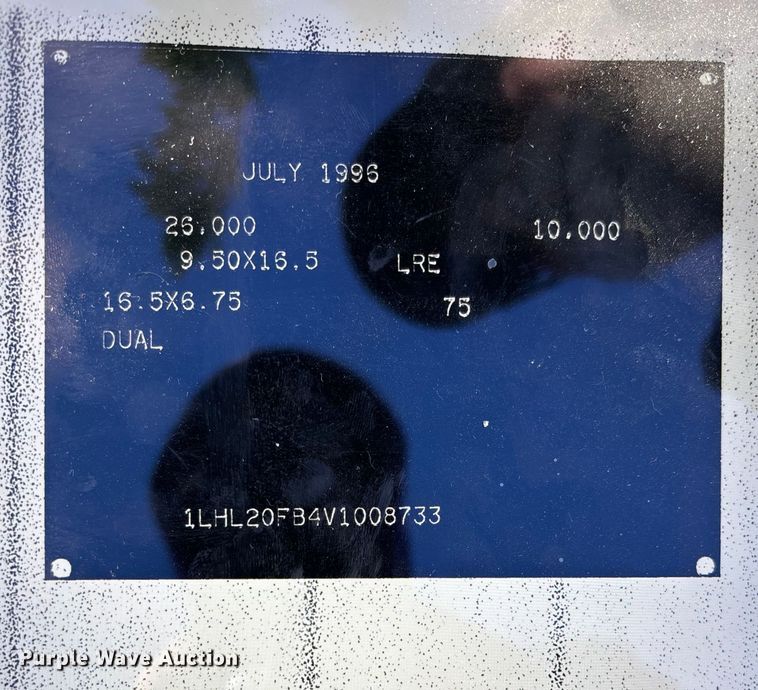 JULY 1996
26.000 10.000
9.50X16.5 LRE
16.5X6.75 75
DUAL
1LHL20FB4V1008733
Purple Wave Auction